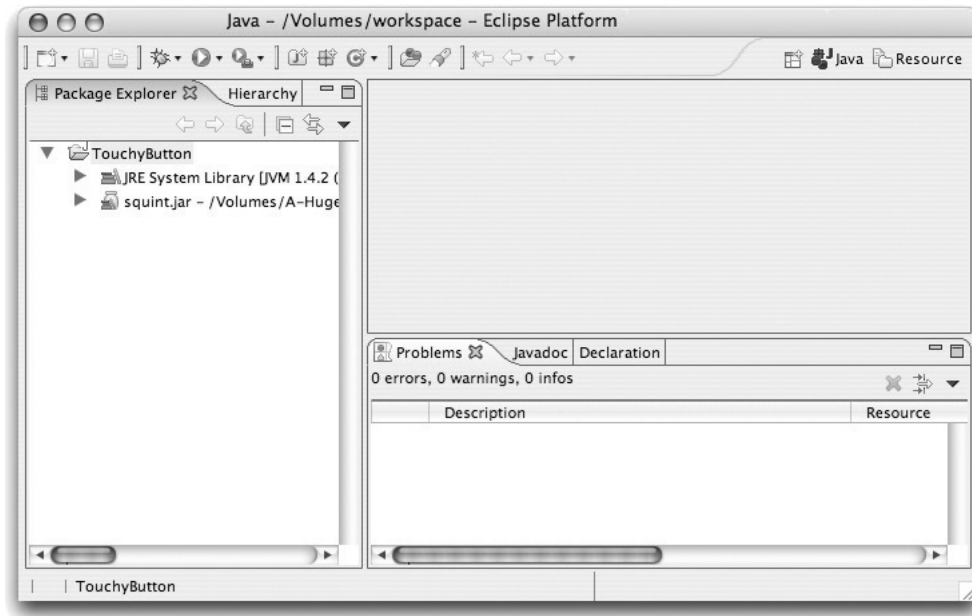 Java – /Volumes/workspace – Eclipse Platform
Java Resource
Package Explorer Hierarchy
TouchyButton
JRE System Library [JVM 1.4.2 (
squint.jar – /Volumes/A-Huge
Problems Javadoc Declaration
0 errors, 0 warnings, 0 infos
Description Resource
TouchyButton